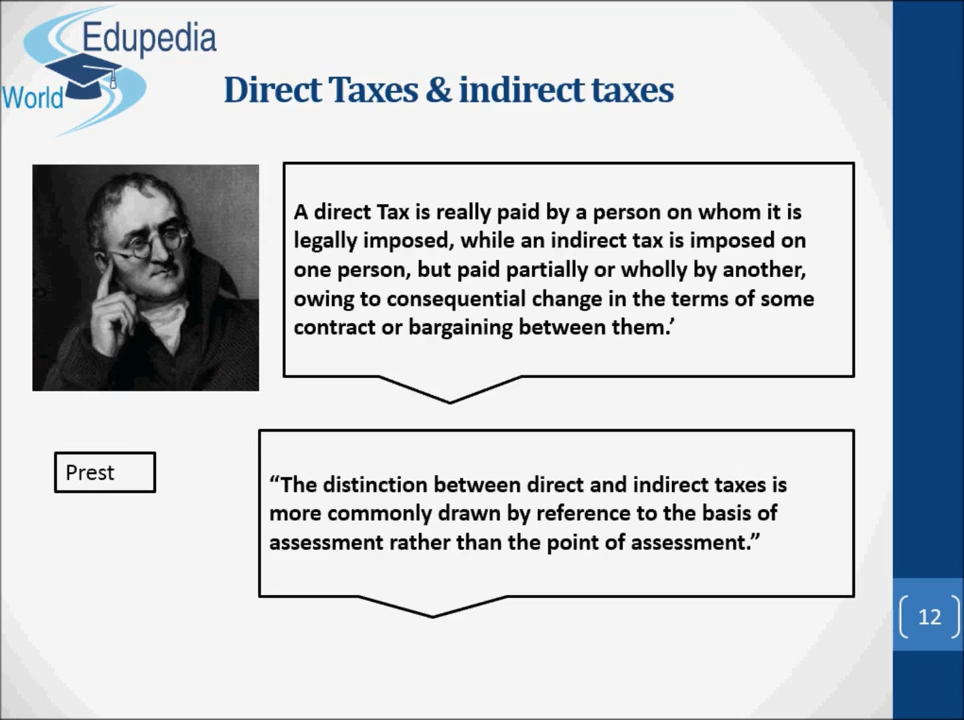 Edupedia
World
Direct Taxes & indirect taxes
A direct Tax is really paid by a person on whom it is
legally imposed, while an indirect tax is imposed on
one person, but paid partially or wholly by another,
owing to consequential change in the terms of some
contract or bargaining between them.’
Prest
“The distinction between direct and indirect taxes is
more commonly drawn by reference to the basis of
assessment rather than the point of assessment.”
12